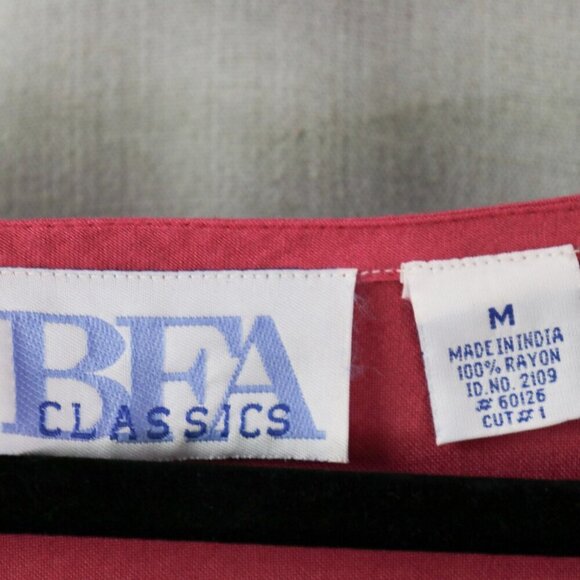 BFA
CLASSICS
M
MADE IN INDIA
100% RAYON
ID.NO. 2109
# 60126
CUT# 1